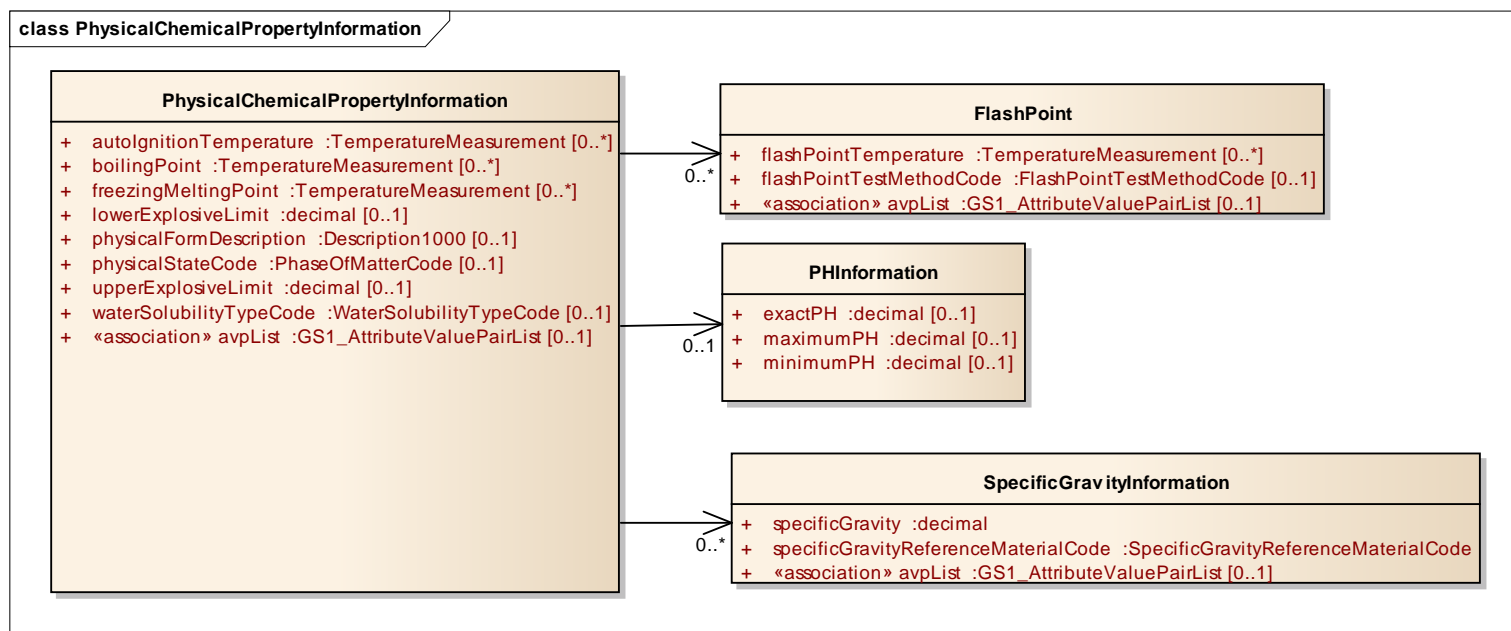 class PhysicalChemicalPropertyInformation
PhysicalChemicalPropertyInformation
+ autoIgnitionTemperature :TemperatureMeasurement [0..*]
+ boilingPoint :TemperatureMeasurement [0..*]
+ freezingMeltingPoint :TemperatureMeasurement [0..*]
+ lowerExplosiveLimit :decimal [0..1]
+ physicalFormDescription :Description1000 [0..1]
+ physicalStateCode :PhaseOfMatterCode [0..1]
+ upperExplosiveLimit :decimal [0..1]
+ waterSolubilityTypeCode :WaterSolubilityTypeCode [0..1]
+ «association» avpList :GS1_AttributeValuePairList [0..1]
0..*
FlashPoint
+ flashPointTemperature :TemperatureMeasurement [0..*]
+ flashPointTestMethodCode :FlashPointTestMethodCode [0..1]
+ «association» avpList :GS1_AttributeValuePairList [0..1]
0..1
PHInformation
+ exactPH :decimal [0..1]
+ maximumPH :decimal [0..1]
+ minimumPH :decimal [0..1]
0..*
SpecificGravityInformation
+ specificGravity :decimal
+ specificGravityReferenceMaterialCode :SpecificGravityReferenceMaterialCode
+ «association» avpList :GS1_AttributeValuePairList [0..1]